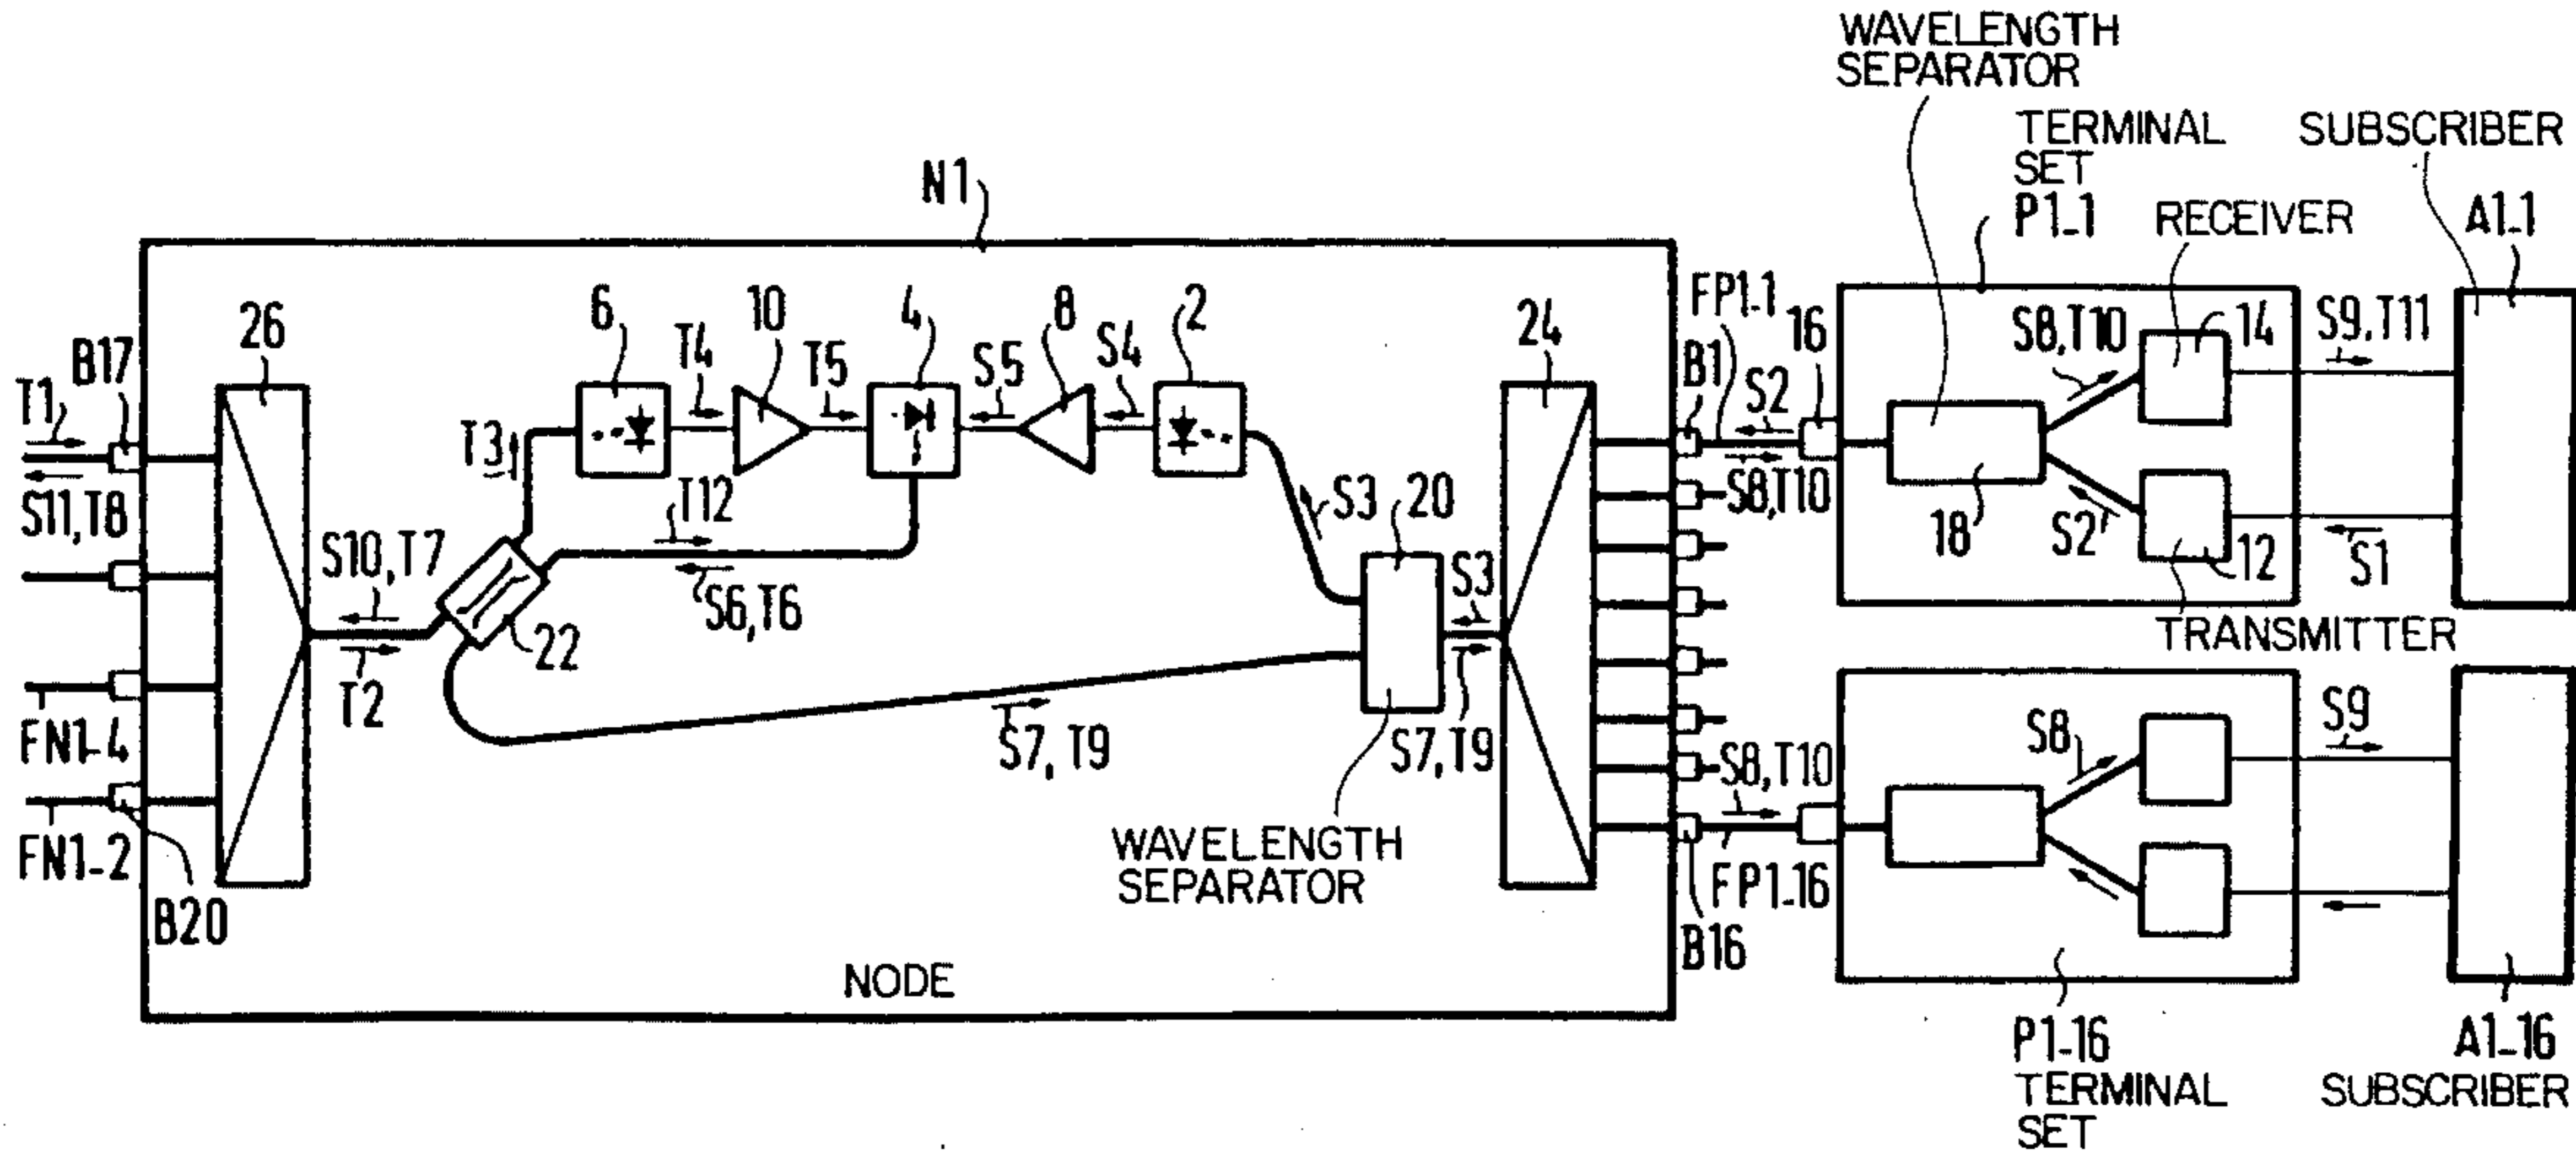 WAVELENGTH
SEPARATOR
TERMINAL
SET
P1-1
SUBSCRIBER
A1-1
N1
RECEIVER
6
10
4
8
2
26
24
FP1-1
B1
16
S2
S8,T10
14
S9,T11
T1
B17
S11,T8
T3
T4
T5
S5
S4
S8,T10
18
S2
12
S1
TRANSMITTER
T12
S3
20
S3
S10,T7
S6,T6
22
T2
FN1-4
S7,T9
S7,T9
S8,T10
S8
S9
FN1-2
B20
WAVELENGTH
SEPARATOR
FP1-16
B16
NODE
P1-16
TERMINAL
SET
A1-16
SUBSCRIBER